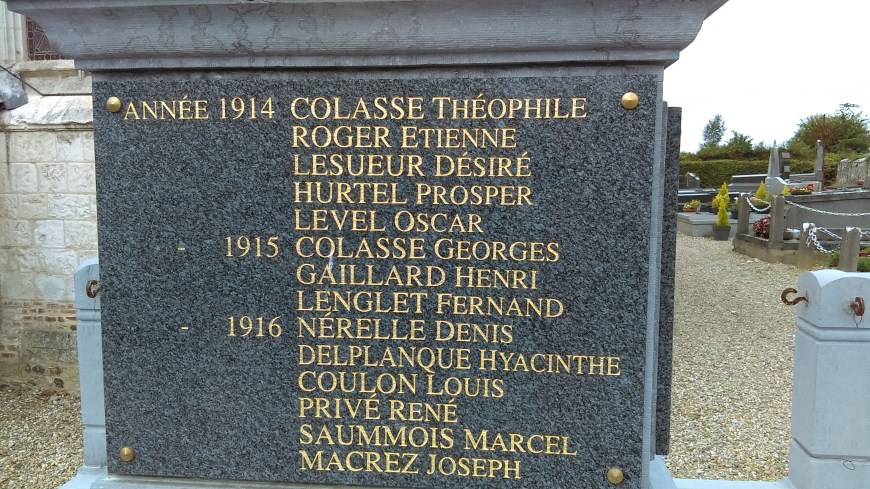 ANNÉE 1914 COLASSE THÉOPHILE
ROGER ETIENNE
LESUEUR DÉSIRÉ
HURTEL PROSPER
LEVEL OSCAR
- 1915 COLASSE GEORGES
GAILLARD HENRI
LENGLET FERNAND
- 1916 NÉRELLE DENIS
DELPLANQUE HYACINTHE
COULON LOUIS
PRIVÉ RENÉ
SAUMMOIS MARCEL
MACREZ JOSEPH